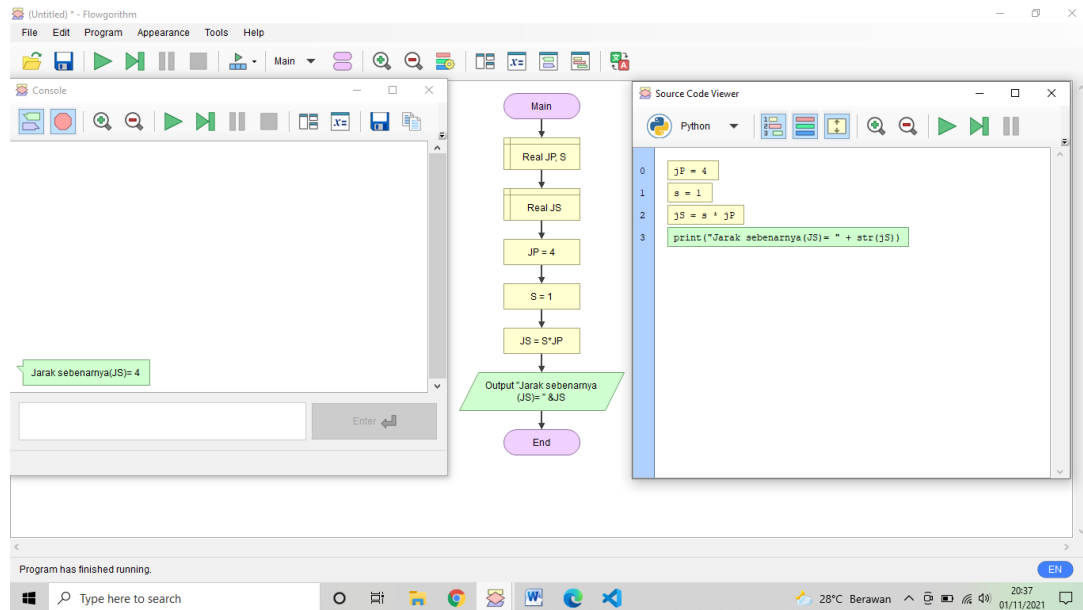 (Untitled) * - Flowgorithm
File Edit Program Appearance Tools Help
Main
Console
Jarak sebenarnya(JS)= 4
Enter
Main
Real JP, S
Real JS
JP = 4
S = 1
JS = S*JP
Output "Jarak sebenarnya
(JS)= " &JS
End
Source Code Viewer
Python
0 jP = 4
1 s = 1
2 jS = s * jP
3 print("Jarak sebenarnya(JS)= " + str(jS))
Program has finished running.
EN
Type here to search
28°C Berawan
20:37
01/11/2021